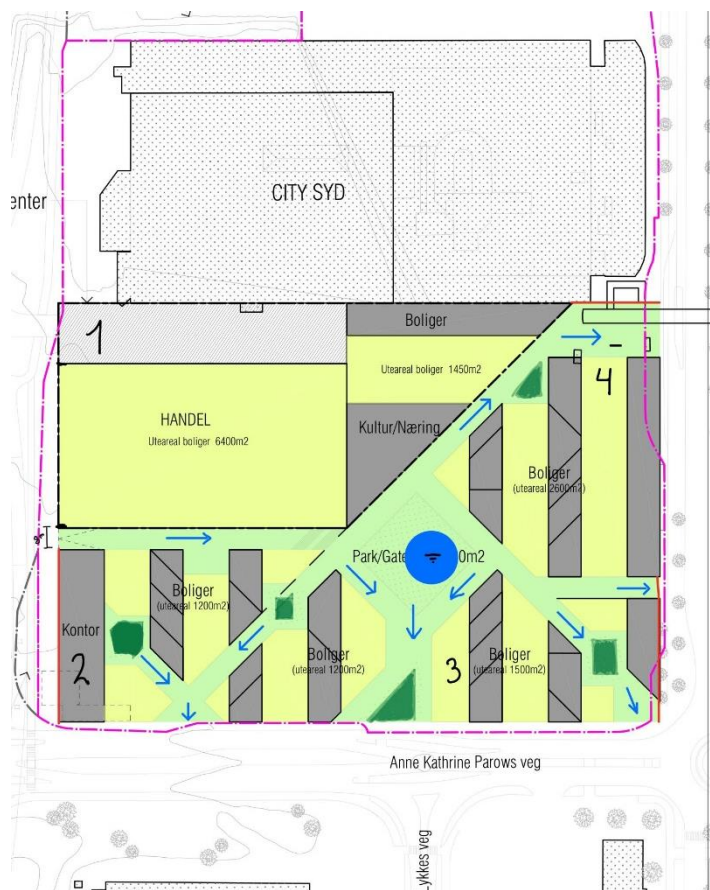 CITY SYD
enter
1
Boliger
Uteareal boliger 1450m2
HANDEL
Uteareal boliger 6400m2
Kultur/Næring
4
Boliger
(uteareal 2600m2)
Park/Gate 0m2
Boliger
(uteareal 1200m2)
Kontor
2
Boliger
(uteareal 1200m2)
3
Boliger
(uteareal 1500m2)
Anne Kathrine Parows veg
Lykkes veg